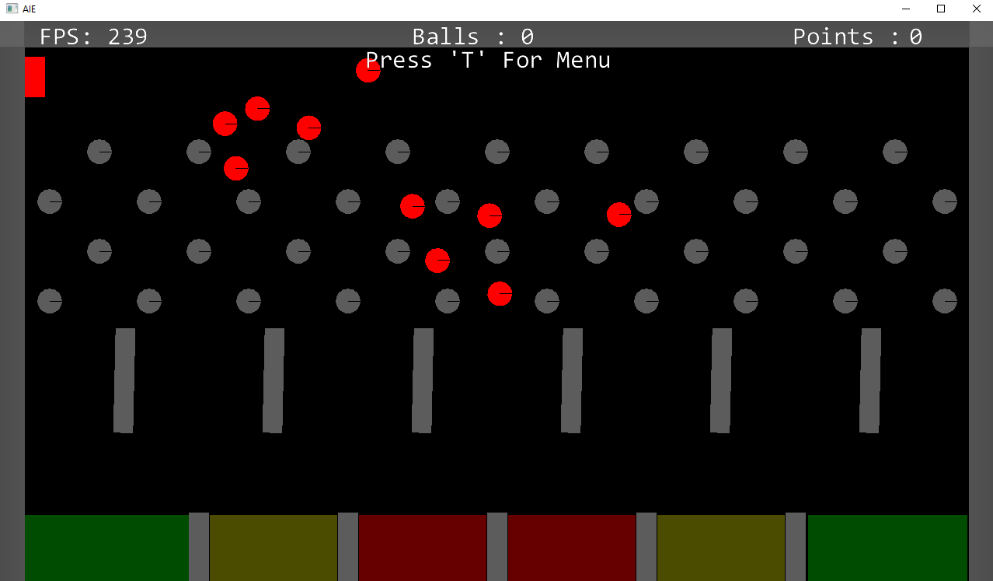 AIE
FPS: 239 Balls : 0 Points : 0
Press 'T' For Menu